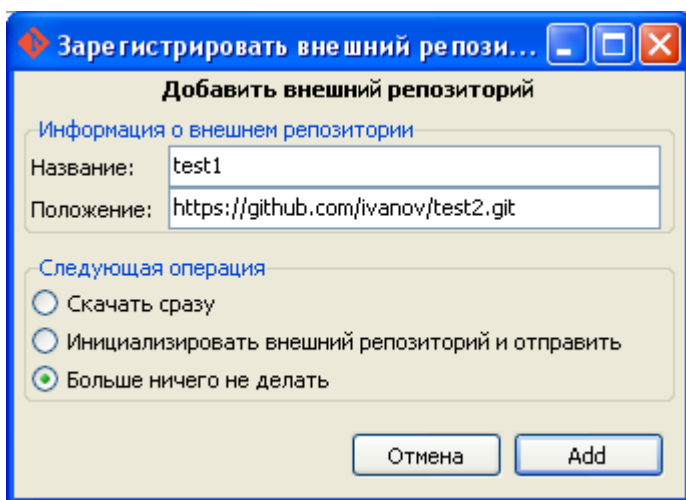 Зарегистрировать внешний репози...
Добавить внешний репозиторий
Информация о внешнем репозитории
Название: test1
Положение: https://github.com/ivanov/test2.git
Следующая операция
Скачать сразу
Инициализировать внешний репозиторий и отправить
Больше ничего не делать
Отмена Add